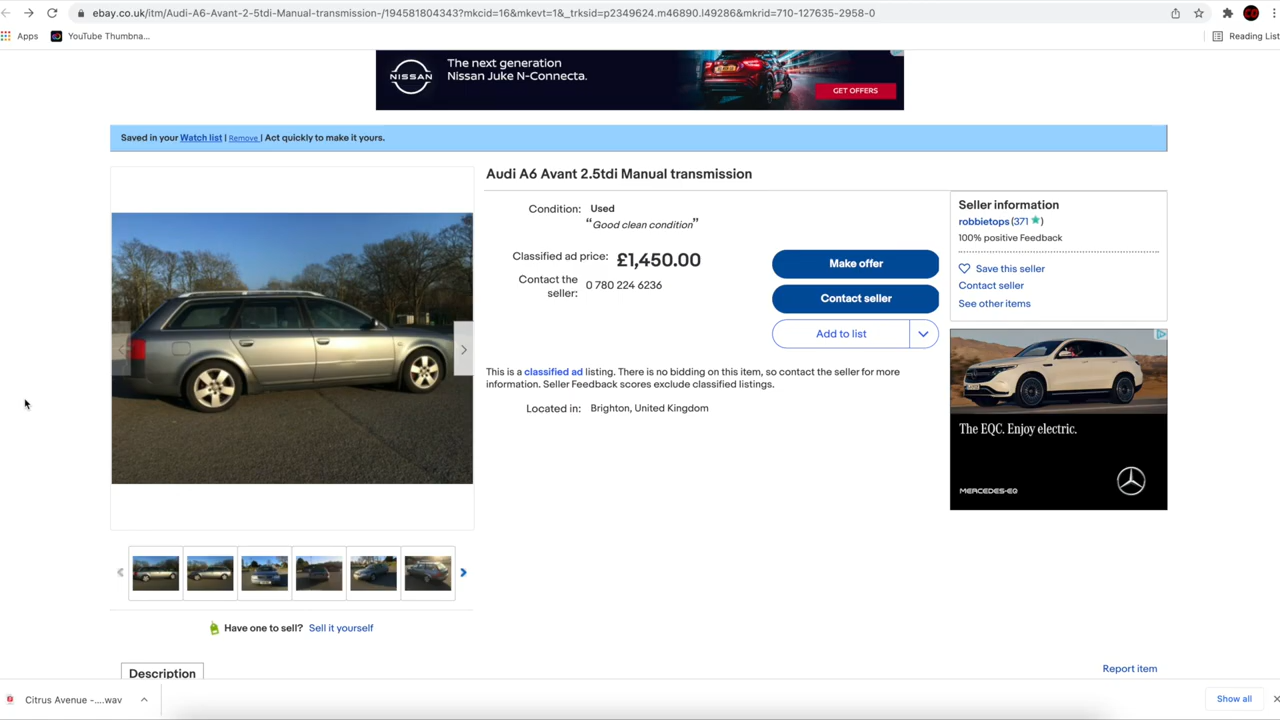 ebay.co.uk/itm/Audi-A6-Avant-2-5tdi-Manual-transmission-/194581804343?mkcid=16&mkevt=1&_trksid=p2349624.m46890.l49286&mkrid=710-127635-2958-0
Apps
YouTube Thumbna...
Reading List
NISSAN
The next generation
Nissan Juke N-Connecta.
GET OFFERS
Saved in your Watch list | Remove | Act quickly to make it yours.
Audi A6 Avant 2.5tdi Manual transmission
Condition: Used
“Good clean condition”
Classified ad price: £1,450.00
Contact the seller: 0 780 224 6236
Make offer
Contact seller
Add to list
This is a classified ad listing. There is no bidding on this item, so contact the seller for more
information. Seller Feedback scores exclude classified listings.
Located in: Brighton, United Kingdom
Seller information
robbietops (371)
100% positive Feedback
Save this seller
Contact seller
See other items
The EQC. Enjoy electric.
MERCEDES-EQ
Have one to sell? Sell it yourself
Description
Report item
Citrus Avenue -....wav
Show all